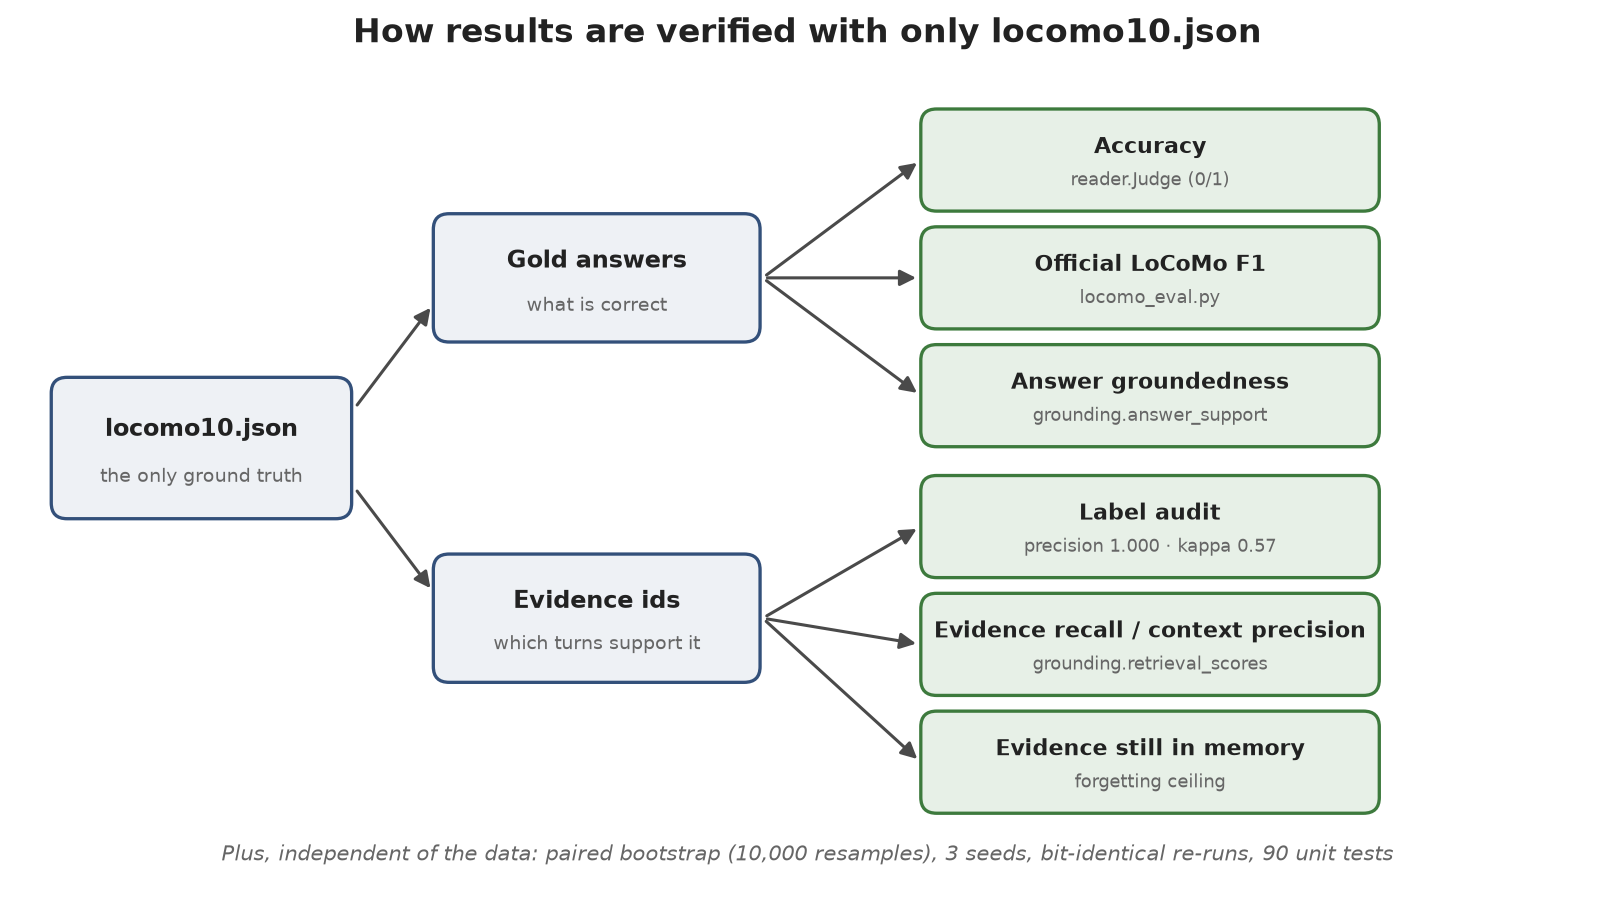 How results are verified with only locomo10.json
Accuracy
reader.Judge (0/1)
Gold answers
what is correct
Official LoCoMo F1
locomo_eval.py
Answer groundedness
grounding.answer_support
locomo10.json
the only ground truth
Label audit
precision 1.000 · kappa 0.57
Evidence ids
which turns support it
Evidence recall / context precision
grounding.retrieval_scores
Evidence still in memory
forgetting ceiling
Plus, independent of the data: paired bootstrap (10,000 resamples), 3 seeds, bit-identical re-runs, 90 unit tests